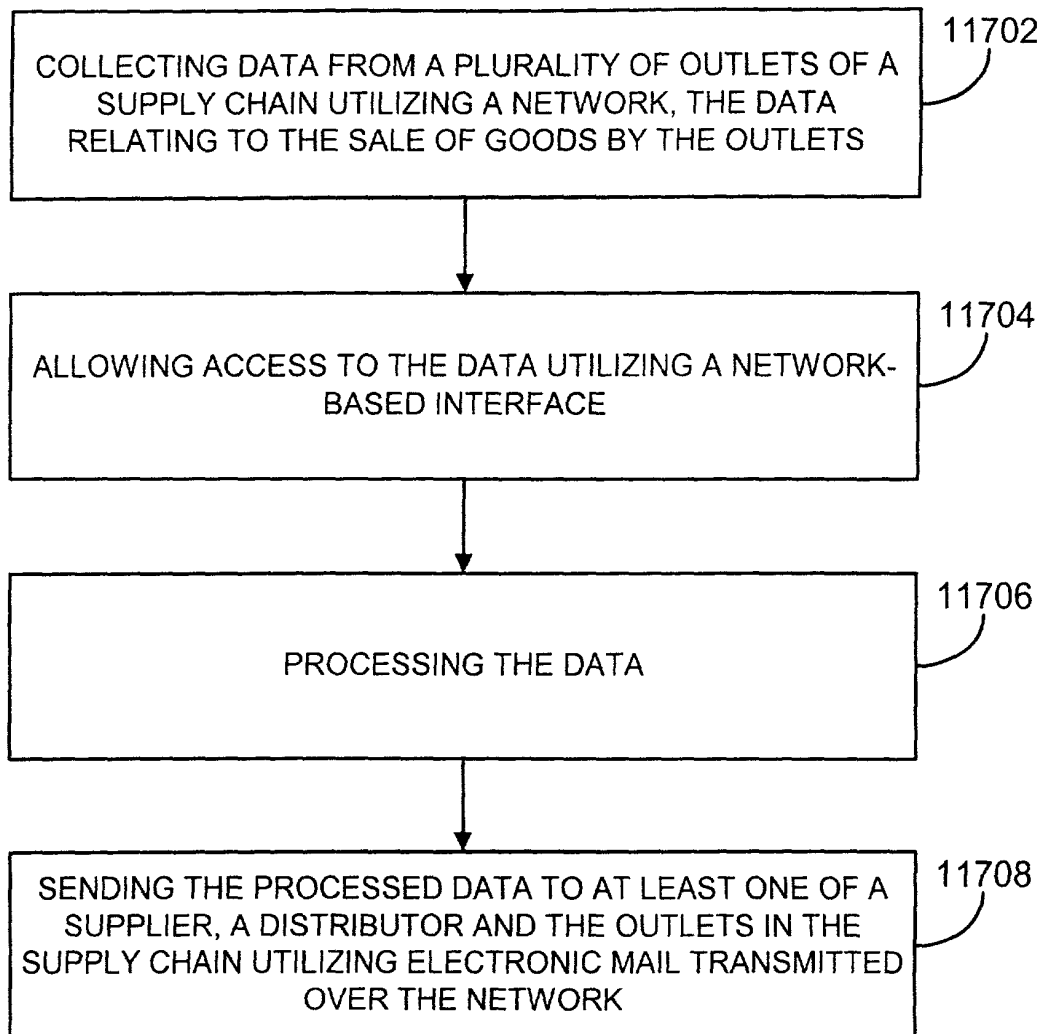 11702
COLLECTING DATA FROM A PLURALITY OF OUTLETS OF A
SUPPLY CHAIN UTILIZING A NETWORK, THE DATA
RELATING TO THE SALE OF GOODS BY THE OUTLETS
11704
ALLOWING ACCESS TO THE DATA UTILIZING A NETWORK-
BASED INTERFACE
11706
PROCESSING THE DATA
11708
SENDING THE PROCESSED DATA TO AT LEAST ONE OF A
SUPPLIER, A DISTRIBUTOR AND THE OUTLETS IN THE
SUPPLY CHAIN UTILIZING ELECTRONIC MAIL TRANSMITTED
OVER THE NETWORK